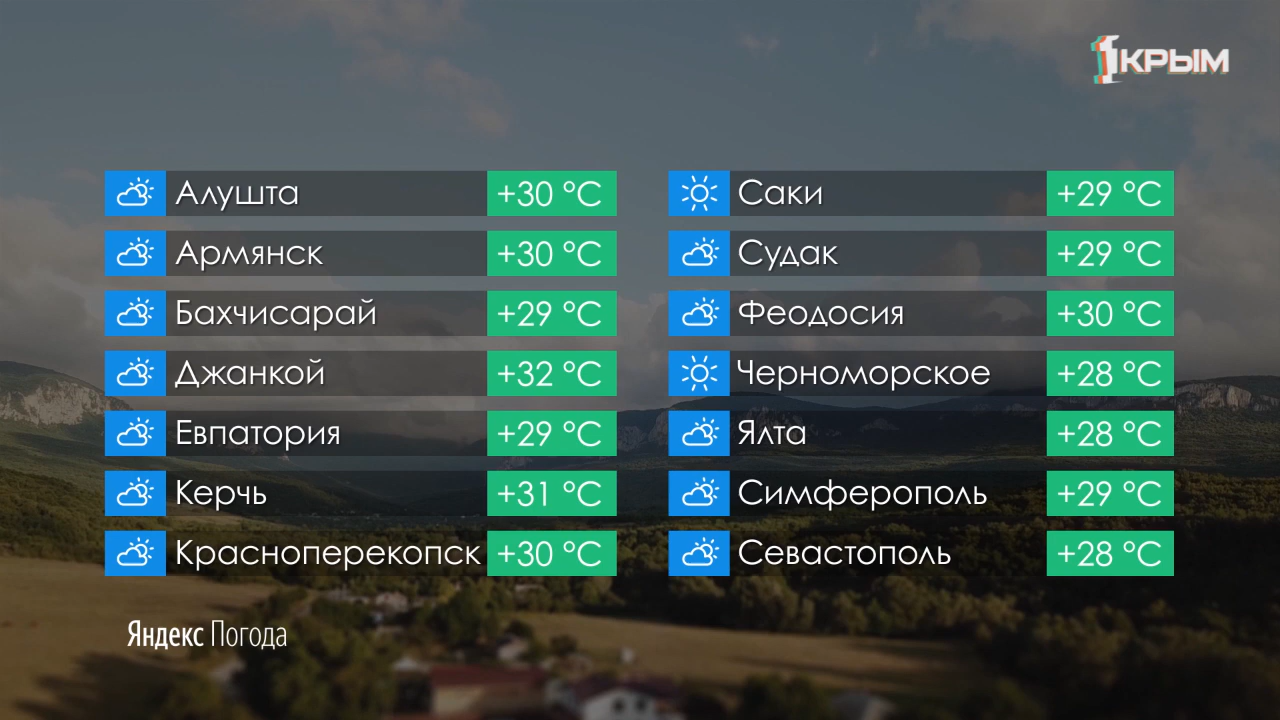 1КРЫМ
Алушта +30 °C
Армянск +30 °C
Бахчисарай +29 °C
Джанкой +32 °C
Евпатория +29 °C
Керчь +31 °C
Красноперекопск +30 °C
Саки +29 °C
Судак +29 °C
Феодосия +30 °C
Черноморское +28 °C
Ялта +28 °C
Симферополь +29 °C
Севастополь +28 °C
Яндекс Погода